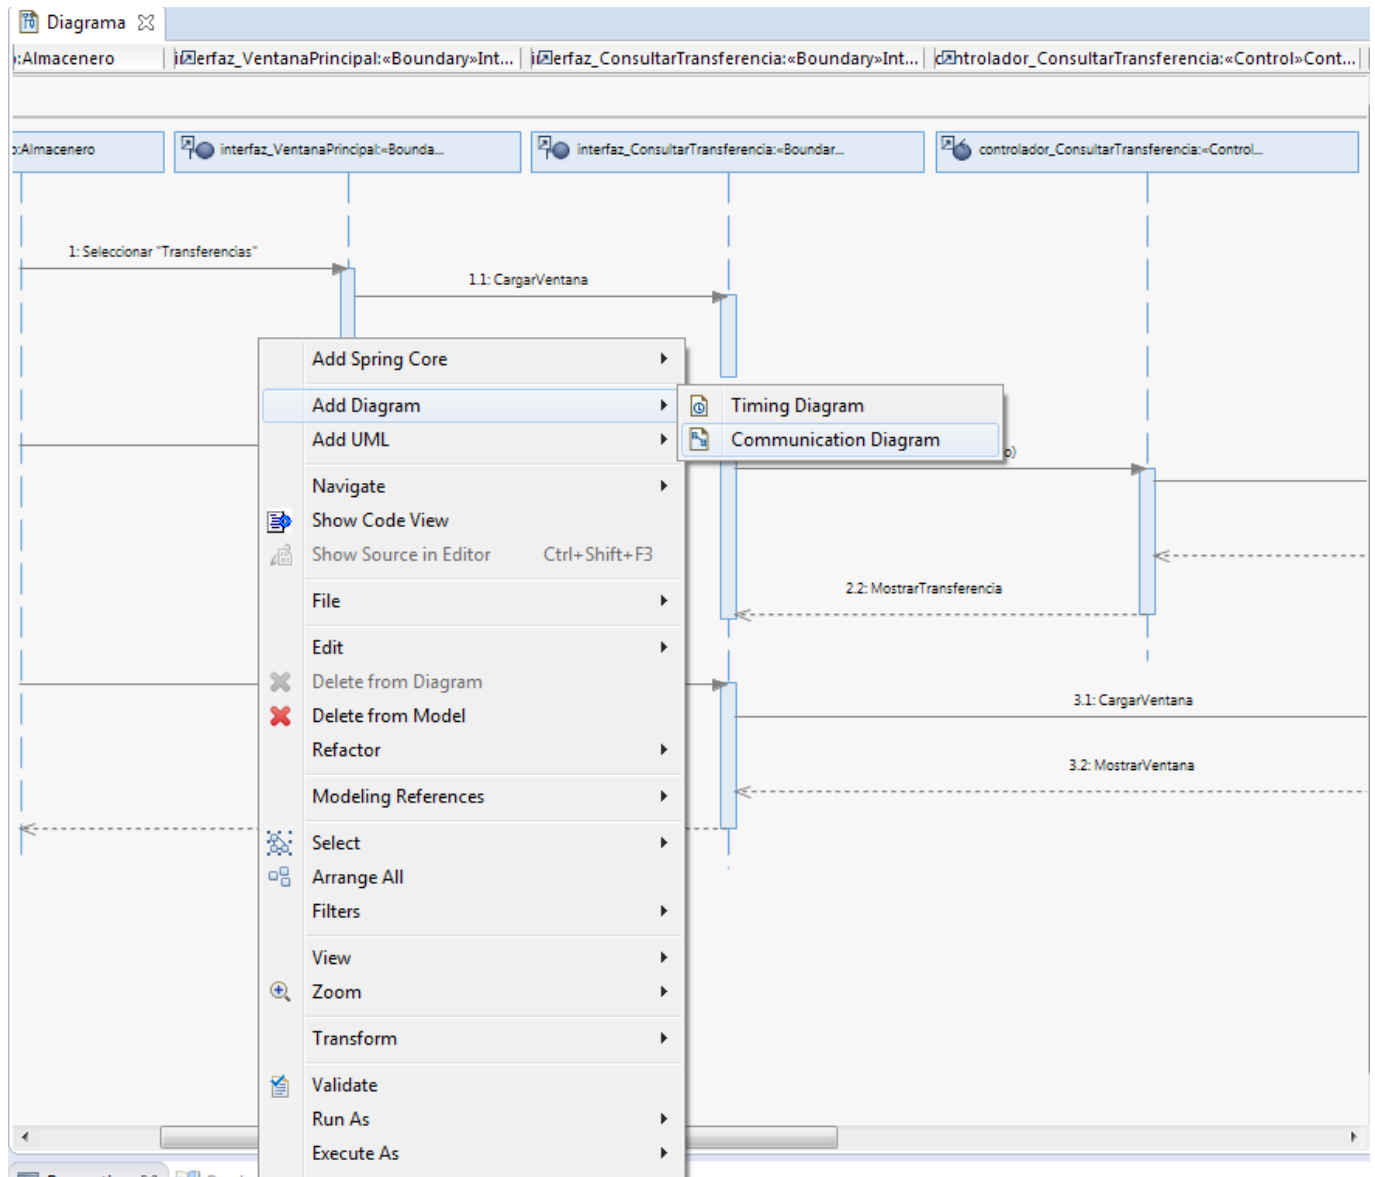 Diagrama
:Almacenero
erfaz_VentanaPrincipal:«Boundary»Int...
erfaz_ConsultarTransferencia:«Boundary»Int...
ntrolador_ConsultarTransferencia:«Control»Cont...
:Almacenero
interfaz_VentanaPrincipal:«Bounda...
interfaz_ConsultarTransferencia:«Boundar...
controlador_ConsultarTransferencia:«Control...
1: Seleccionar "Transferencias"
1.1: CargarVentana
Add Spring Core
Add Diagram
Timing Diagram
Add UML
Communication Diagram
o)
Navigate
Show Code View
Show Source in Editor Ctrl+Shift+F3
2.2: MostrarTransferencia
File
Edit
Delete from Diagram
Delete from Model
3.1: CargarVentana
Refactor
3.2: MostrarVentana
Modeling References
Select
Arrange All
Filters
View
Zoom
Transform
Validate
Run As
Execute As